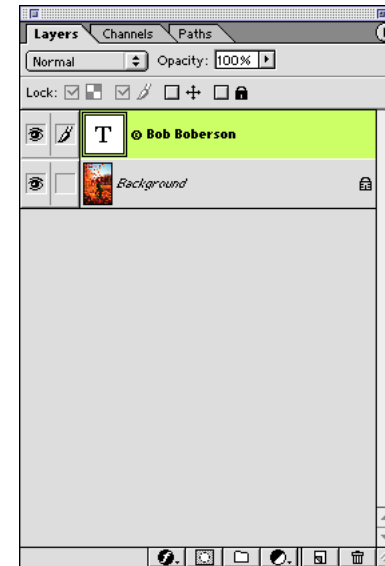 Layers Channels Paths
Normal Opacity: 100%
Lock:
T © Bob Boberson
Background